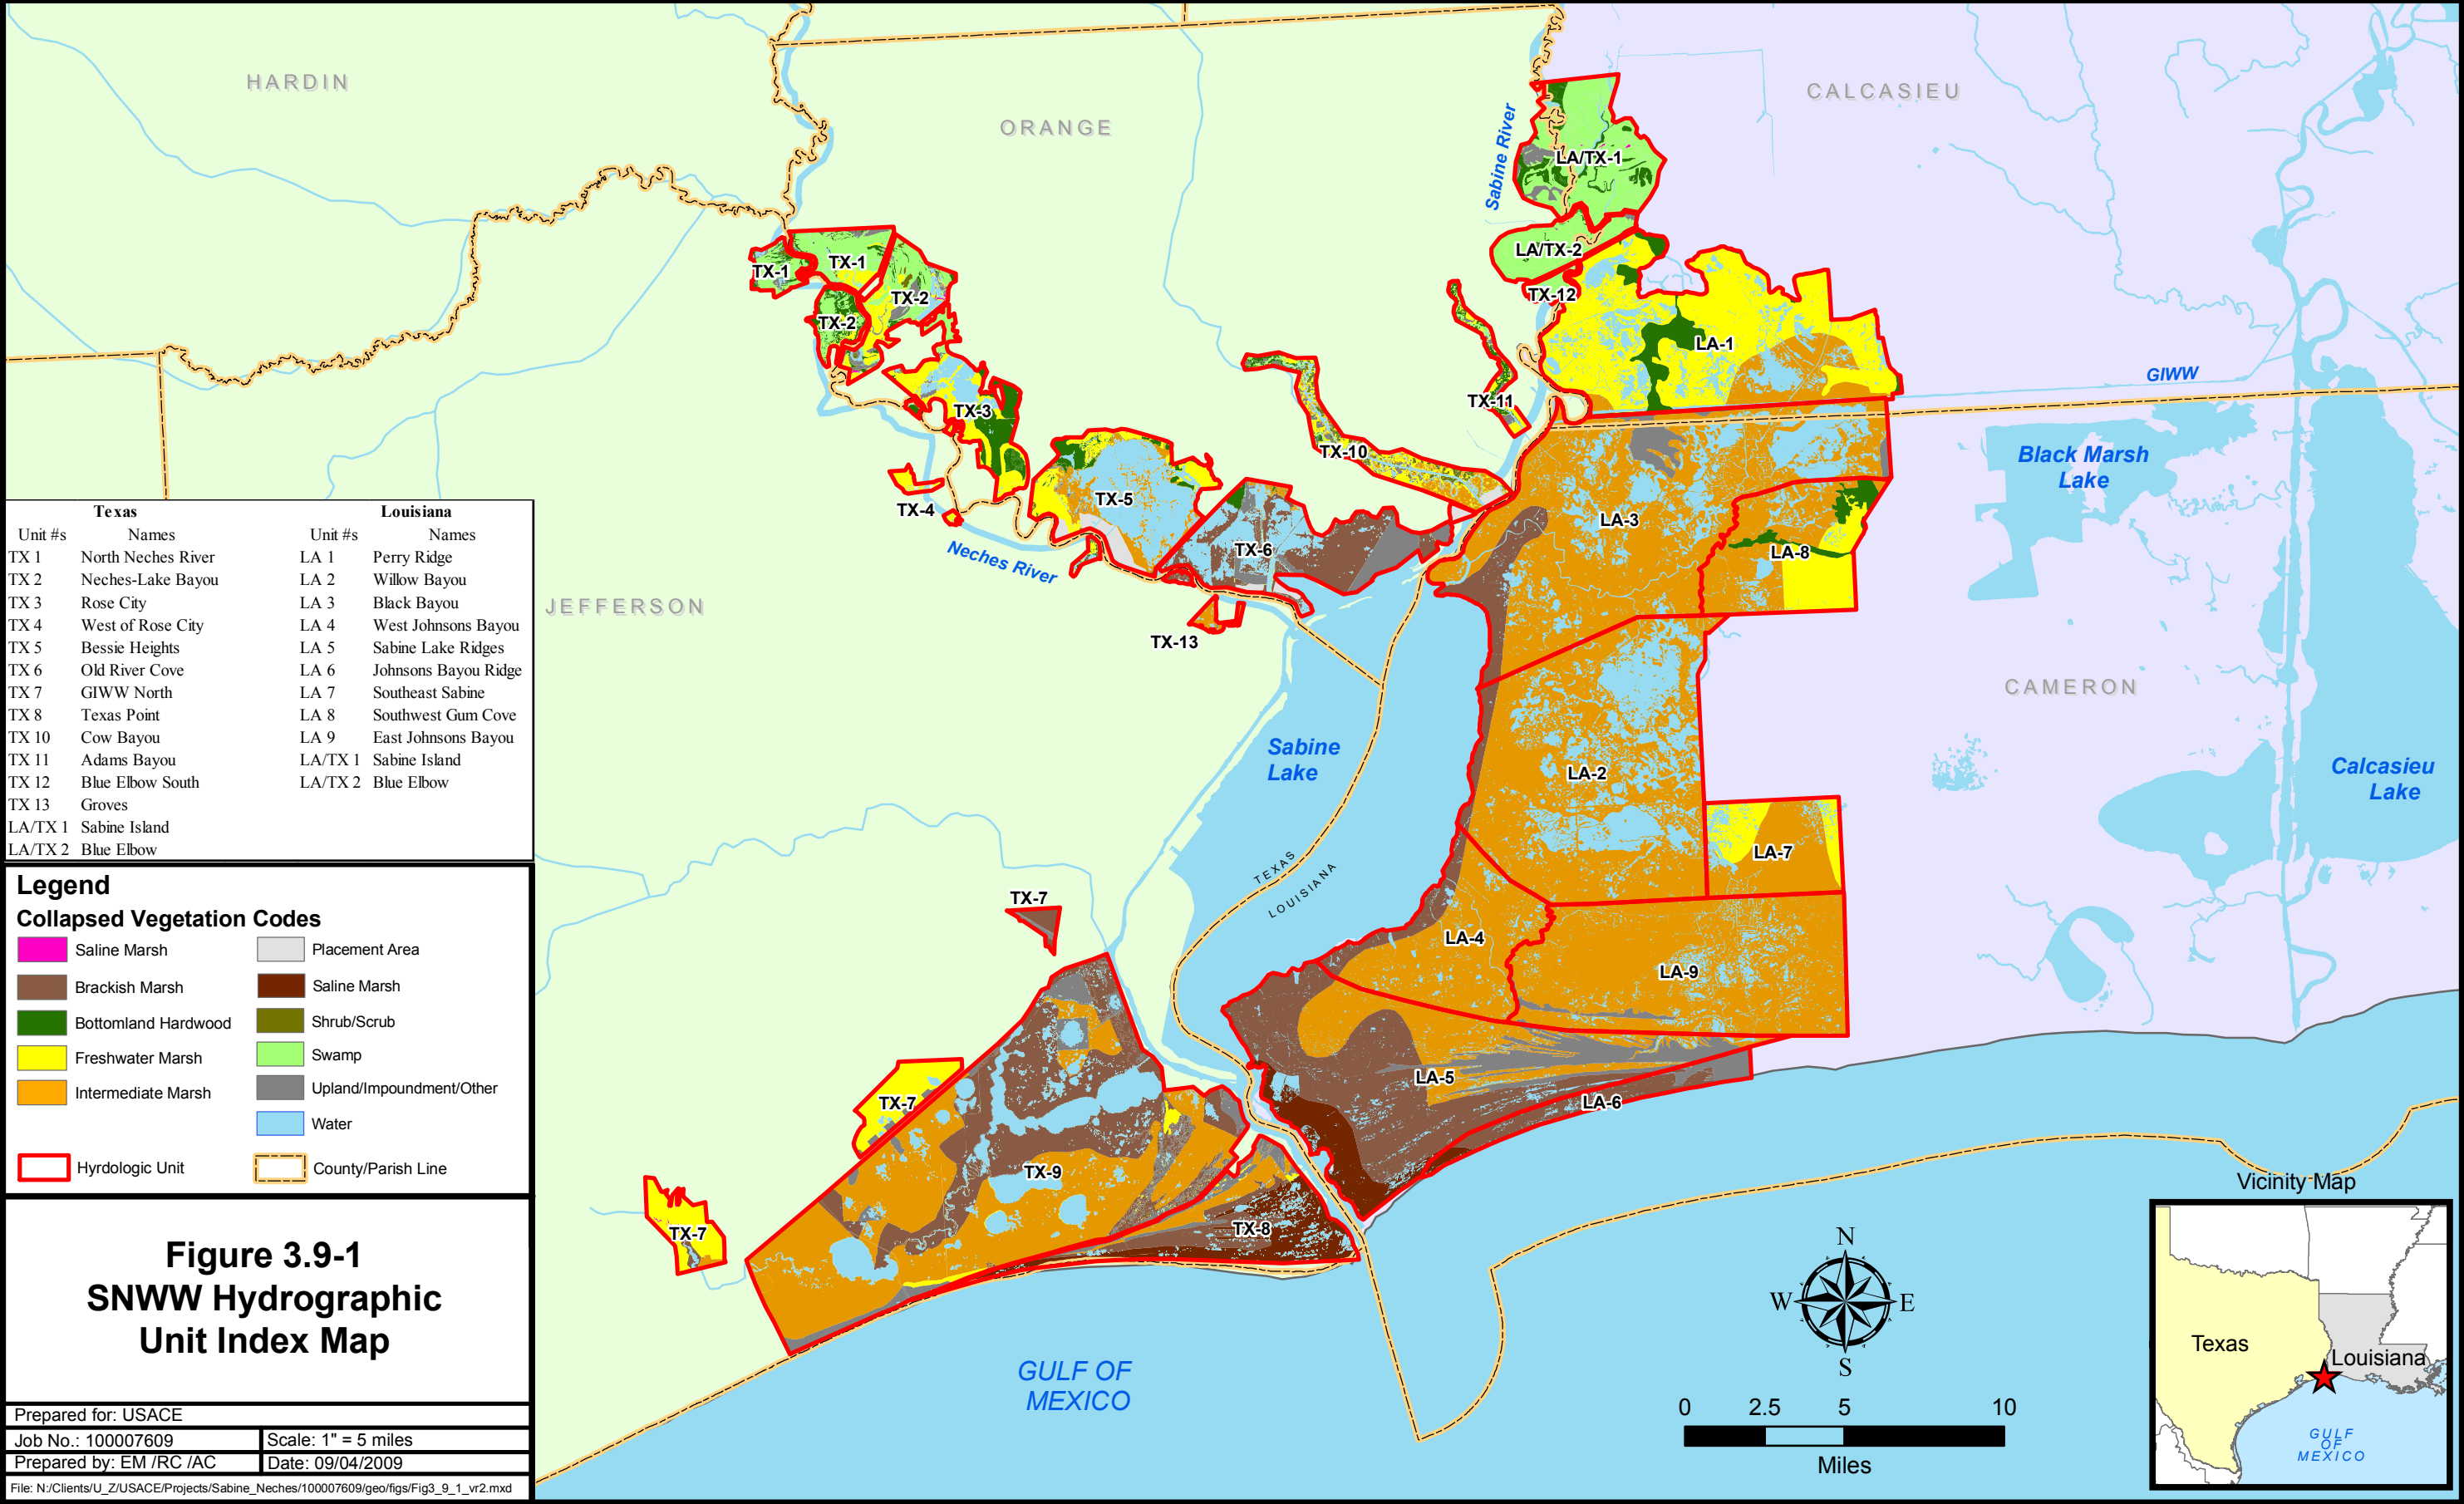 HARDIN
ORANGE
CALCASIEU
Sabine River
LA/TX-1
LA/TX-2
TX-12
TX-1
TX-1
TX-2
TX-2
LA-1
GIWW
TX-3
TX-11
TX-10
TX-4
TX-5
TX-6
LA-3
LA-8
Black Marsh
Lake
Neches River
JEFFERSON
TX-13
CAMERON
Sabine
Lake
LA-2
Calcasieu
Lake
LA-7
TEXAS
LOUISIANA
TX-7
LA-4
LA-9
TX-7
LA-5
LA-6
TX-9
TX-8
TX-7
GULF OF
MEXICO
Texas Louisiana
Unit #s Names Unit #s Names
TX 1 North Neches River LA 1 Perry Ridge
TX 2 Neches-Lake Bayou LA 2 Willow Bayou
TX 3 Rose City LA 3 Black Bayou
TX 4 West of Rose City LA 4 West Johnsons Bayou
TX 5 Bessie Heights LA 5 Sabine Lake Ridges
TX 6 Old River Cove LA 6 Johnsons Bayou Ridge
TX 7 GIWW North LA 7 Southeast Sabine
TX 8 Texas Point LA 8 Southwest Gum Cove
TX 10 Cow Bayou LA 9 East Johnsons Bayou
TX 11 Adams Bayou LA/TX 1 Sabine Island
TX 12 Blue Elbow South LA/TX 2 Blue Elbow
TX 13 Groves
LA/TX 1 Sabine Island
LA/TX 2 Blue Elbow
Legend
Collapsed Vegetation Codes
Saline Marsh Placement Area
Brackish Marsh Saline Marsh
Bottomland Hardwood Shrub/Scrub
Freshwater Marsh Swamp
Intermediate Marsh Upland/Impoundment/Other
Water
Hyrdologic Unit County/Parish Line
Figure 3.9-1
SNWW Hydrographic
Unit Index Map
Prepared for: USACE
Job No.: 100007609 Scale: 1" = 5 miles
Prepared by: EM /RC /AC Date: 09/04/2009
File: N:/Clients/U_Z/USACE/Projects/Sabine_Neches/100007609/geo/figs/Fig3_9_1_vr2.mxd
N
W E
S
0 2.5 5 10
Miles
Vicinity Map
Texas
Louisiana
GULF
OF
MEXICO